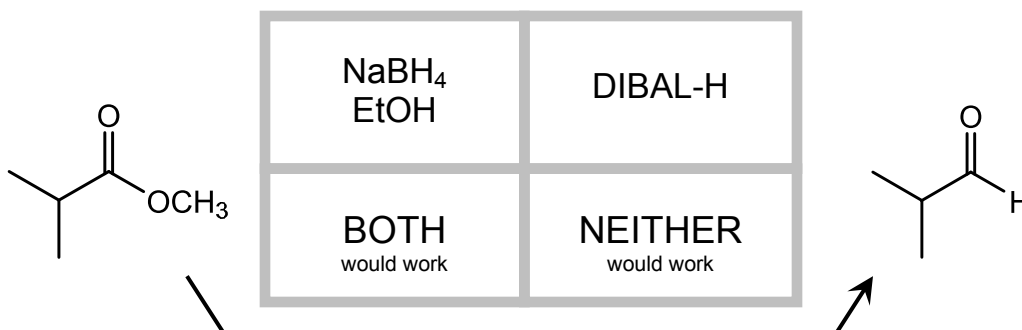 NaBH4
EtOH
DIBAL-H
O
OCH3
O
H
BOTH
would work
NEITHER
would work